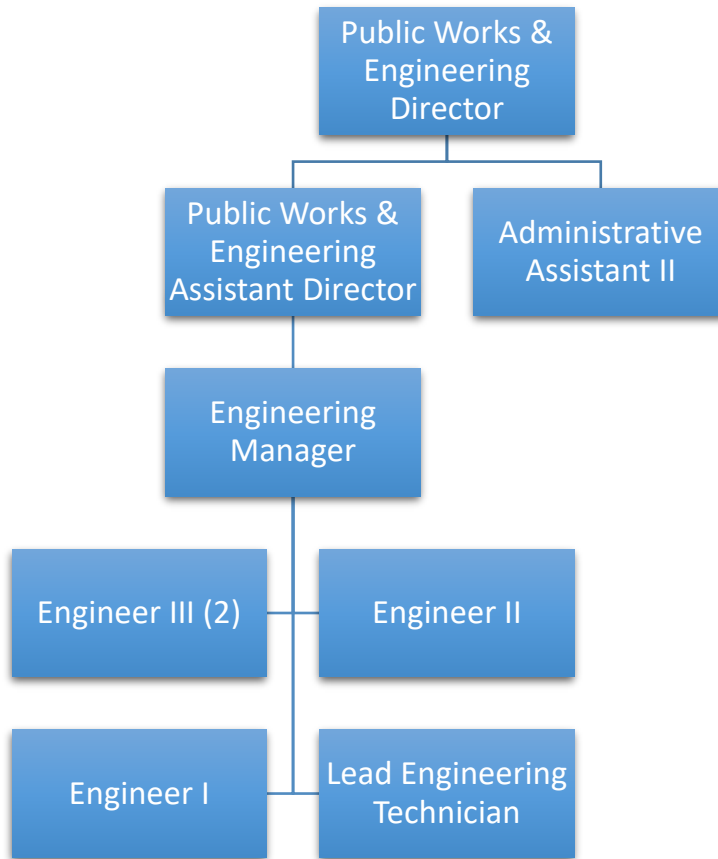 Public Works &
Engineering
Director
Public Works &
Engineering
Assistant Director
Administrative
Assistant II
Engineering
Manager
Engineer III (2)
Engineer II
Engineer I
Lead Engineering
Technician